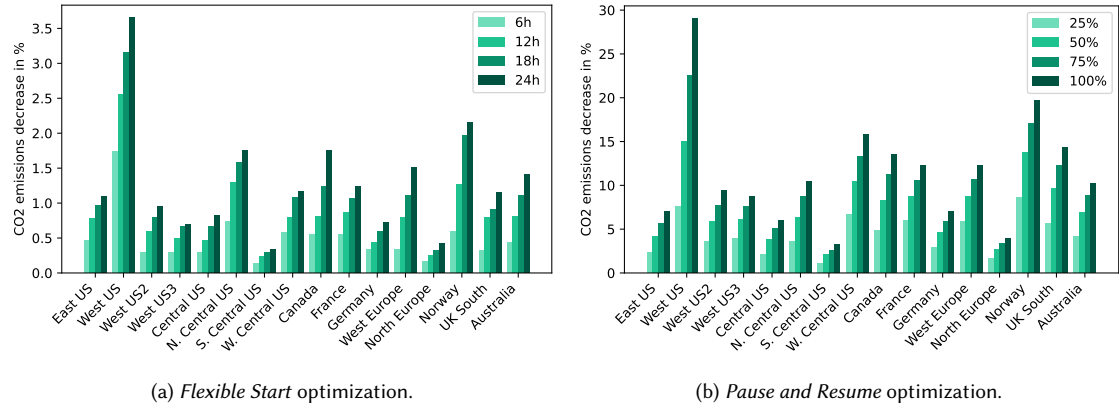 CO2 emissions decrease in %
3.5
3.0
2.5
2.0
1.5
1.0
0.5
0.0
6h
12h
18h
24h
East US
West US
West US2
West US3
Central US
N. Central US
S. Central US
W. Central US
Canada
France
Germany
West Europe
North Europe
Norway
UK South
Australia
(a) Flexible Start optimization.
CO2 emissions decrease in %
30
25
20
15
10
5
0
25%
50%
75%
100%
East US
West US
West US2
West US3
Central US
N. Central US
S. Central US
W. Central US
Canada
France
Germany
West Europe
North Europe
Norway
UK South
Australia
(b) Pause and Resume optimization.